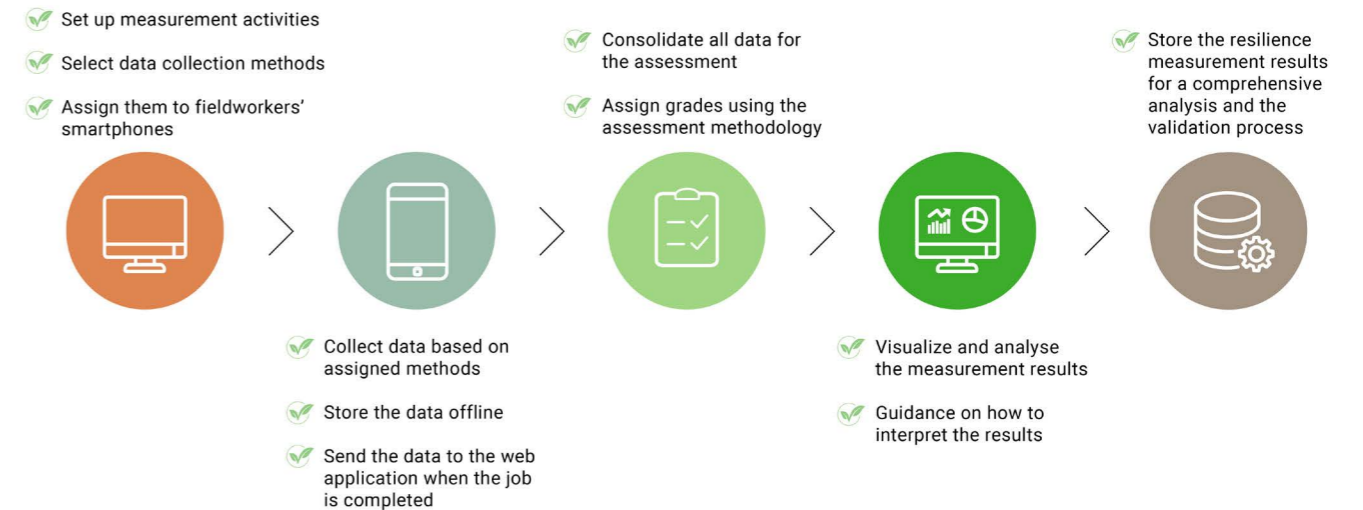 Set up measurement activities
Select data collection methods
Assign them to fieldworkers'
smartphones
Collect data based on
assigned methods
Store the data offline
Send the data to the web
application when the job
is completed
Consolidate all data for
the assessment
Assign grades using the
assessment methodology
Visualize and analyse
the measurement results
Guidance on how to
interpret the results
Store the resilience
measurement results
for a comprehensive
analysis and the
validation process